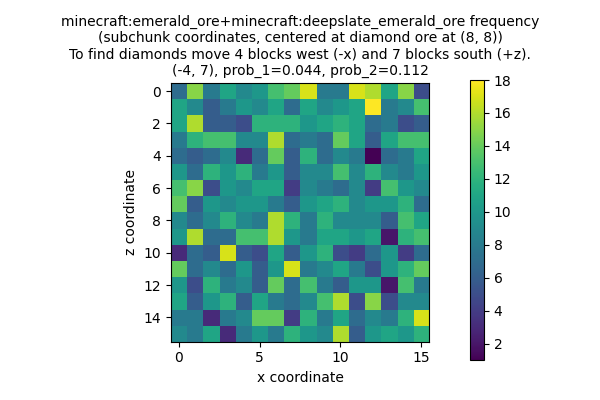 minecraft:emerald_ore+minecraft:deepslate_emerald_ore frequency
(subchunk coordinates, centered at diamond ore at (8, 8))
To find diamonds move 4 blocks west (-x) and 7 blocks south (+z).
(-4, 7), prob_1=0.044, prob_2=0.112
0
2
4
6
8
10
12
14
z coordinate
0 5 10 15
x coordinate
18
16
14
12
10
8
6
4
2